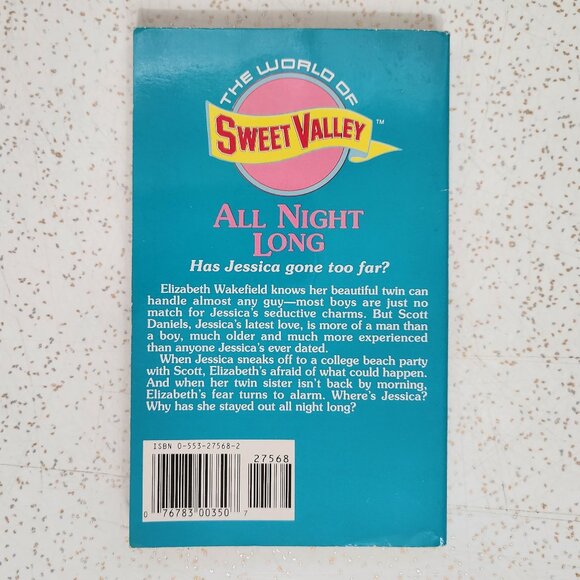 THE WORLD OF
SWEET VALLEY™
ALL NIGHT
LONG
Has Jessica gone too far?
Elizabeth Wakefield knows her beautiful twin can
handle almost any guy—most boys are just no
match for Jessica's seductive charms. But Scott
Daniels, Jessica's latest love, is more of a man than
a boy, much older and much more experienced
than anyone Jessica's ever dated.
When Jessica sneaks off to a college beach party
with Scott, Elizabeth's afraid of what could happen.
And when her twin sister isn't back by morning,
Elizabeth's fear turns to alarm. Where's Jessica?
Why has she stayed out all night long?
ISBN 0-553-27568-2
27568
0 76783 00350 7